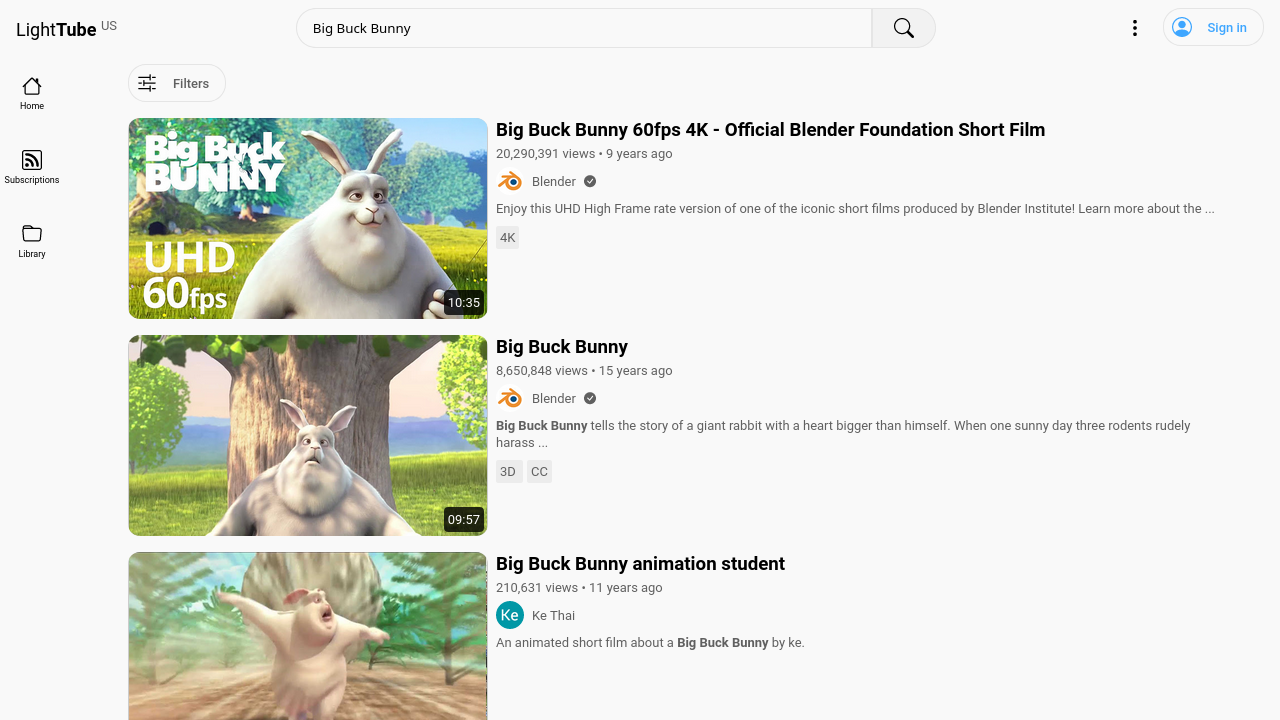 LightTube US
Big Buck Bunny
Sign in
Home
Subscriptions
Library
Filters
Big Buck
BUNNY
UHD
60fps
10:35
Big Buck Bunny 60fps 4K - Official Blender Foundation Short Film
20,290,391 views • 9 years ago
Blender
Enjoy this UHD High Frame rate version of one of the iconic short films produced by Blender Institute! Learn more about the ...
4K
09:57
Big Buck Bunny
8,650,848 views • 15 years ago
Blender
Big Buck Bunny tells the story of a giant rabbit with a heart bigger than himself. When one sunny day three rodents rudely
harass ...
3D CC
Big Buck Bunny animation student
210,631 views • 11 years ago
Ke Ke Thai
An animated short film about a Big Buck Bunny by ke.